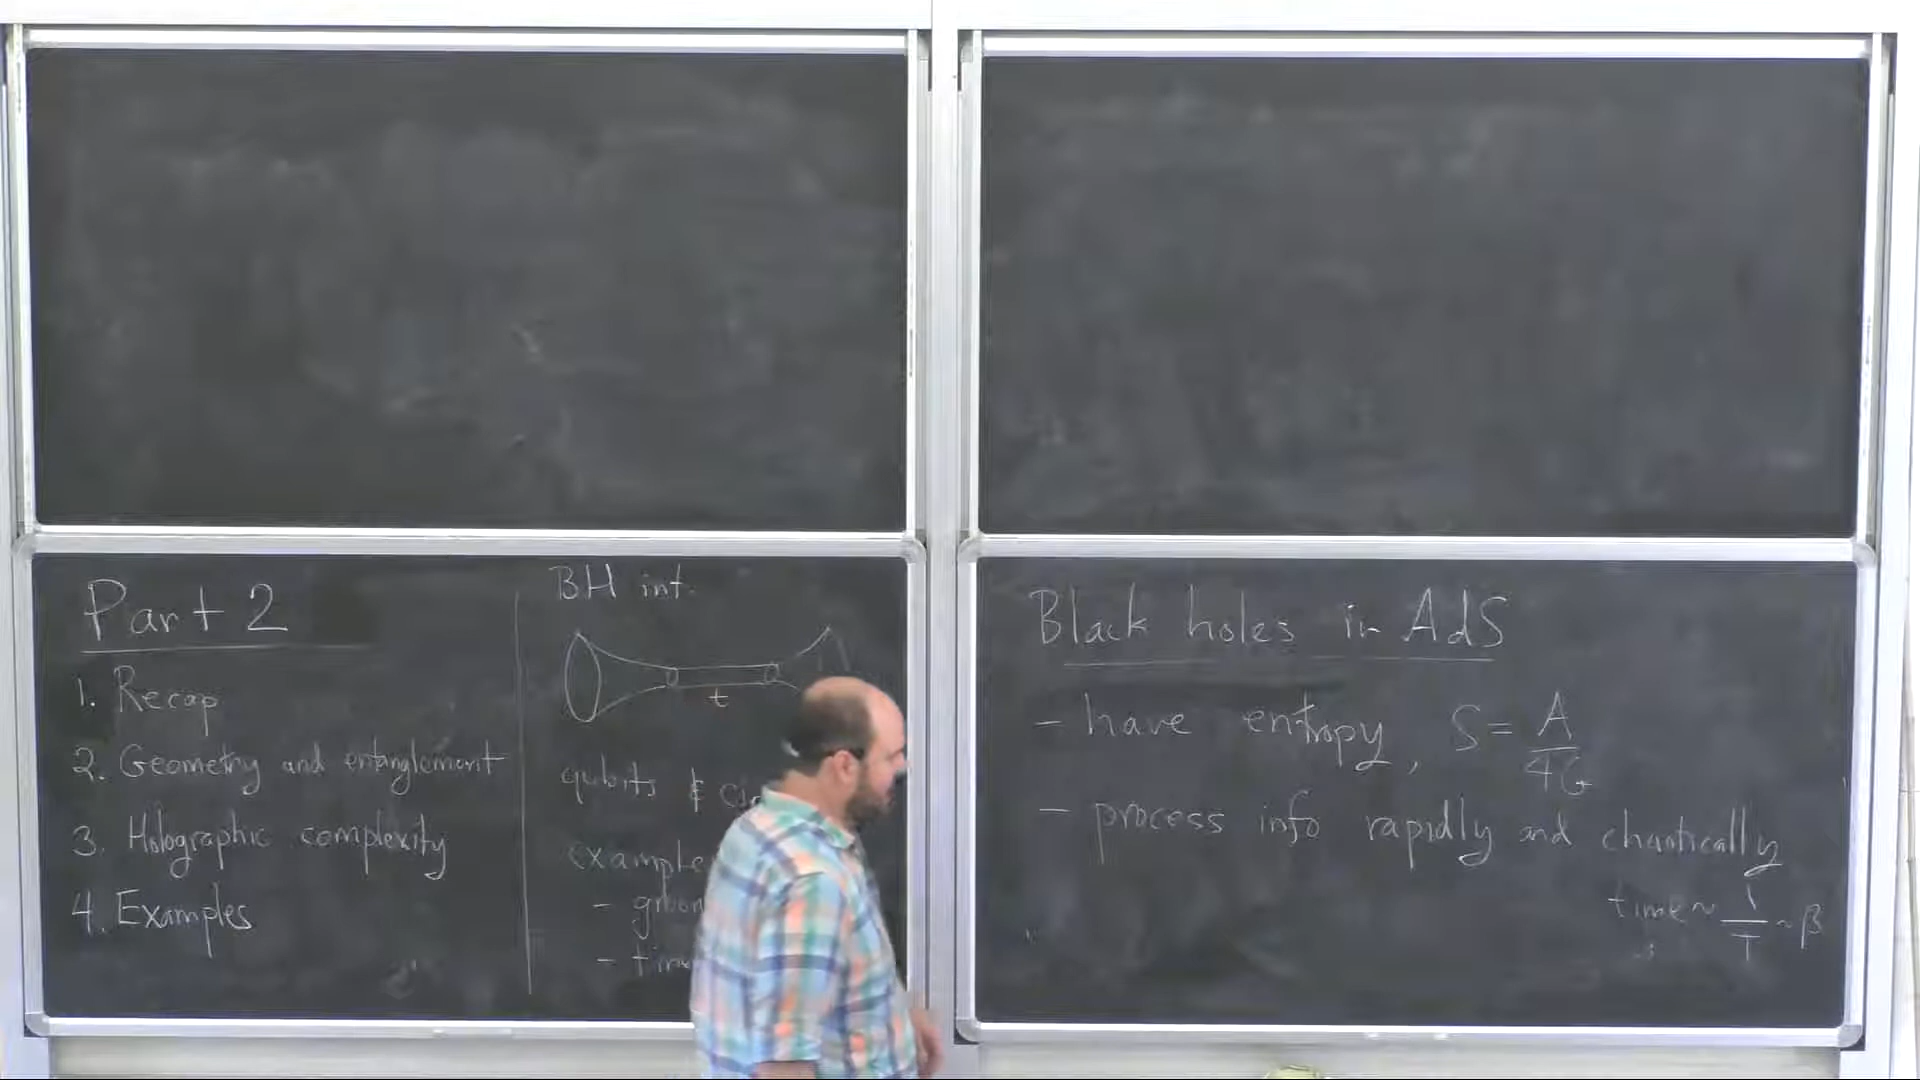 Part 2
1. Recap
2. Geometry and entanglement
3. Holographic complexity
4. Examples
BH int.
t
qubits &
example
-
-
Black holes in AdS
- have entropy, S = A/4G
- process info rapidly and chaotically
time ~ 1/T ~ β